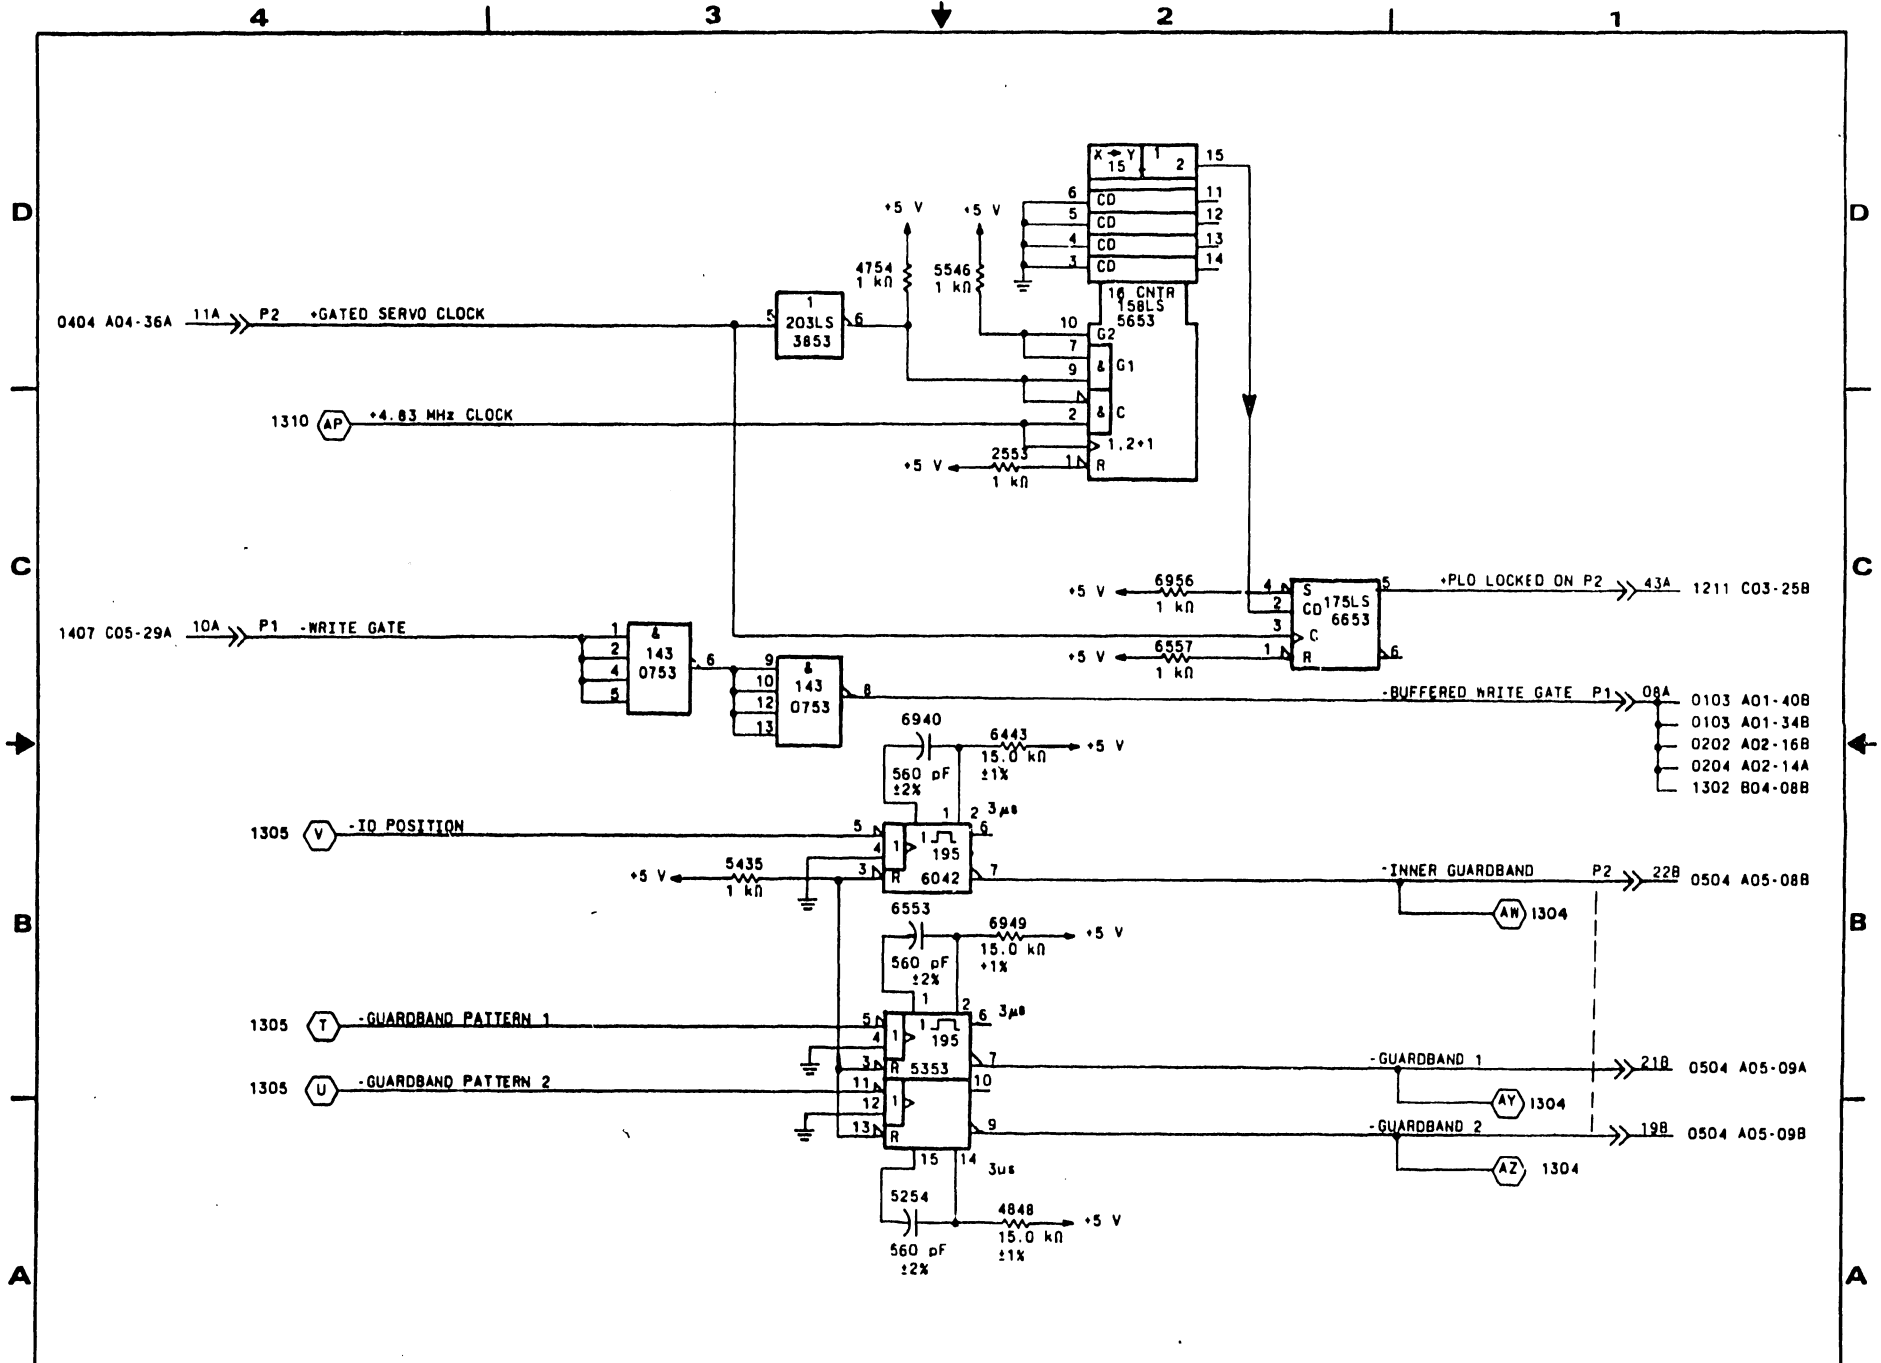 4 3 2 1
D D
X→Y 1
15 2 15
6 CD 11
5 CD 12
4 CD 13
3 CD 14
+5 V +5 V
4754
1 kΩ
5546
1 kΩ
16 CNTR
158LS
5653
10 G2
7
9 & G1
2 & C
1,2+1
1 R
0404 A04-36A 11A P2 +GATED SERVO CLOCK
5 1 6
203LS
3853
1310 AP +4.83 MHz CLOCK
+5 V 2553
1 kΩ
C C
+5 V 6956
1 kΩ
4 S 5
2 CD 175LS
6653
3 C
1 R 6
+PLO LOCKED ON P2 43A 1211 C03-25B
+5 V 6557
1 kΩ
1407 C05-29A 10A P1 -WRITE GATE
1 &
2 143
4 0753
5
6
9 &
10 143
12 0753
13
8
-BUFFERED WRITE GATE P1 08A 0103 A01-40B
0103 A01-34B
0202 A02-16B
0204 A02-14A
1302 B04-08B
6940
560 pF
±2%
6443
15.0 kΩ
±1%
+5 V
1 2 3µs
1305 V -ID POSITION
5 1 6
4 1 195
3 R 6042 7
+5 V 5435
1 kΩ
-INNER GUARDBAND P2 22B 0504 A05-08B
AW 1304
B B
6553
560 pF
±2%
6949
15.0 kΩ
+1%
+5 V
1 2 3µs
1305 T -GUARDBAND PATTERN 1
5 1 6
4 1 195
3 R 5353 7
-GUARDBAND 1 21B 0504 A05-09A
AY 1304
1305 U -GUARDBAND PATTERN 2
11 10
12 1
13 R 9
-GUARDBAND 2 19B 0504 A05-09B
AZ 1304
15 14 3us
5254
560 pF
±2%
4848
15.0 kΩ
±1%
+5 V
A A